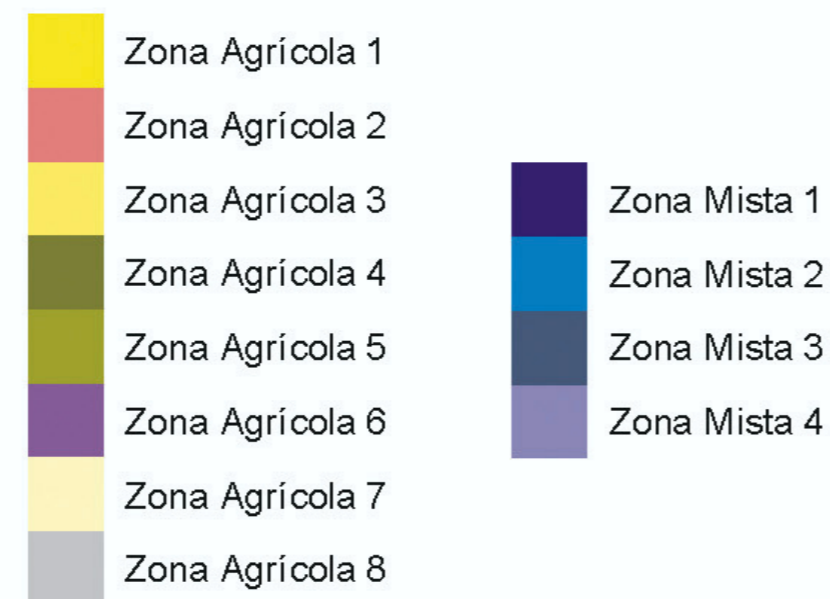 Zona Agrícola 1
Zona Agrícola 2
Zona Agrícola 3
Zona Agrícola 4
Zona Agrícola 5
Zona Agrícola 6
Zona Agrícola 7
Zona Agrícola 8
Zona Mista 1
Zona Mista 2
Zona Mista 3
Zona Mista 4